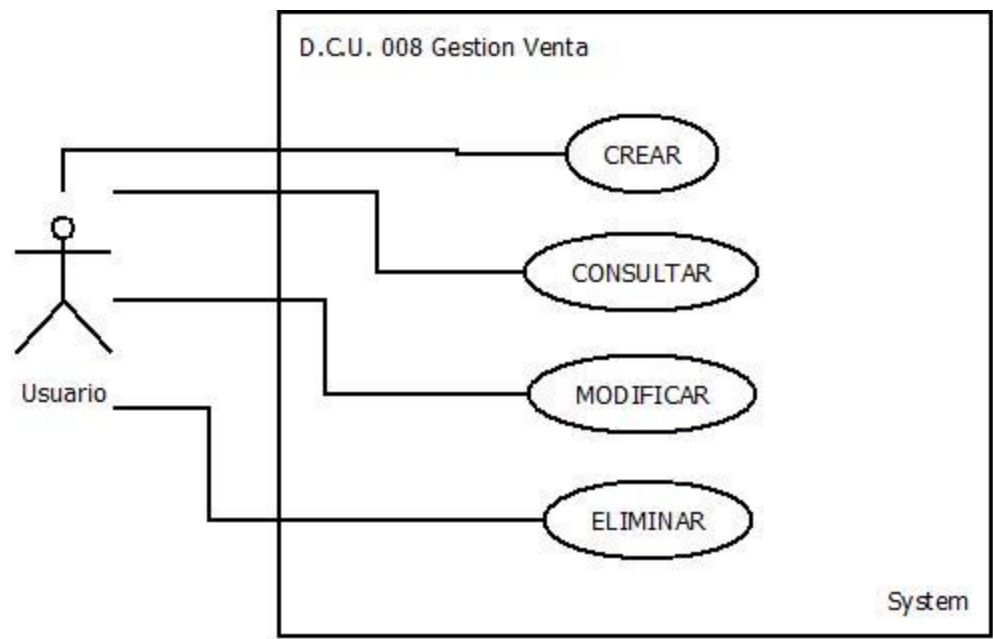 D.C.U. 008 Gestion Venta
CREAR
CONSULTAR
MODIFICAR
Usuario
ELIMINAR
System